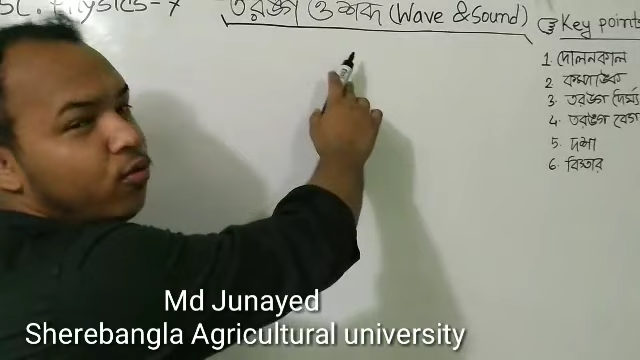 SC. Physics-7
তরঙ্গ ও শব্দ (Wave & Sound)
Key points
1. দোলনকাল
2 কম্পাঙ্ক
3. তরঙ্গ দৈর্ঘ্য
4. তরঙ্গ বেগ
5. দশা
6. বিস্তার
Md Junayed
Sherebangla Agricultural university